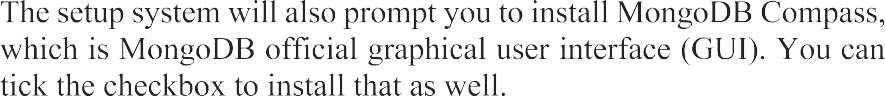 The setup system will also prompt you to install MongoDB Compass,
which is MongoDB official graphical user interface (GUI). You can
tick the checkbox to install that as well.